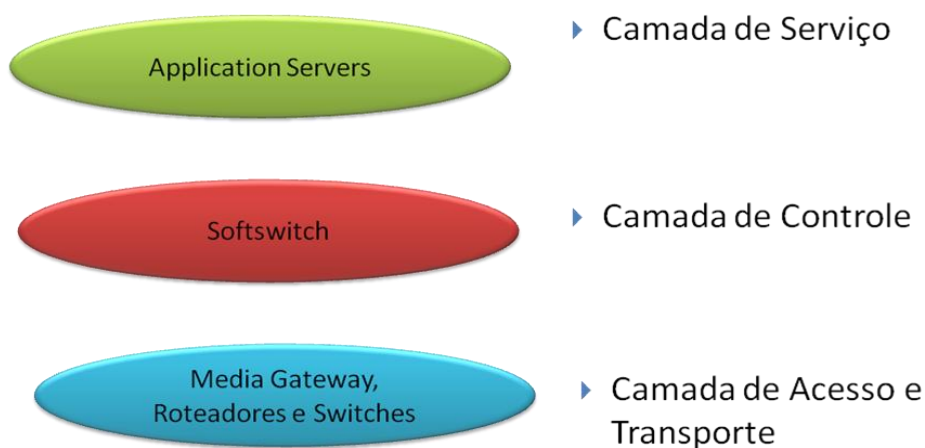 Application Servers
Camada de Serviço
Softswitch
Camada de Controle
Media Gateway,
Roteadores e Switches
Camada de Acesso e
Transporte